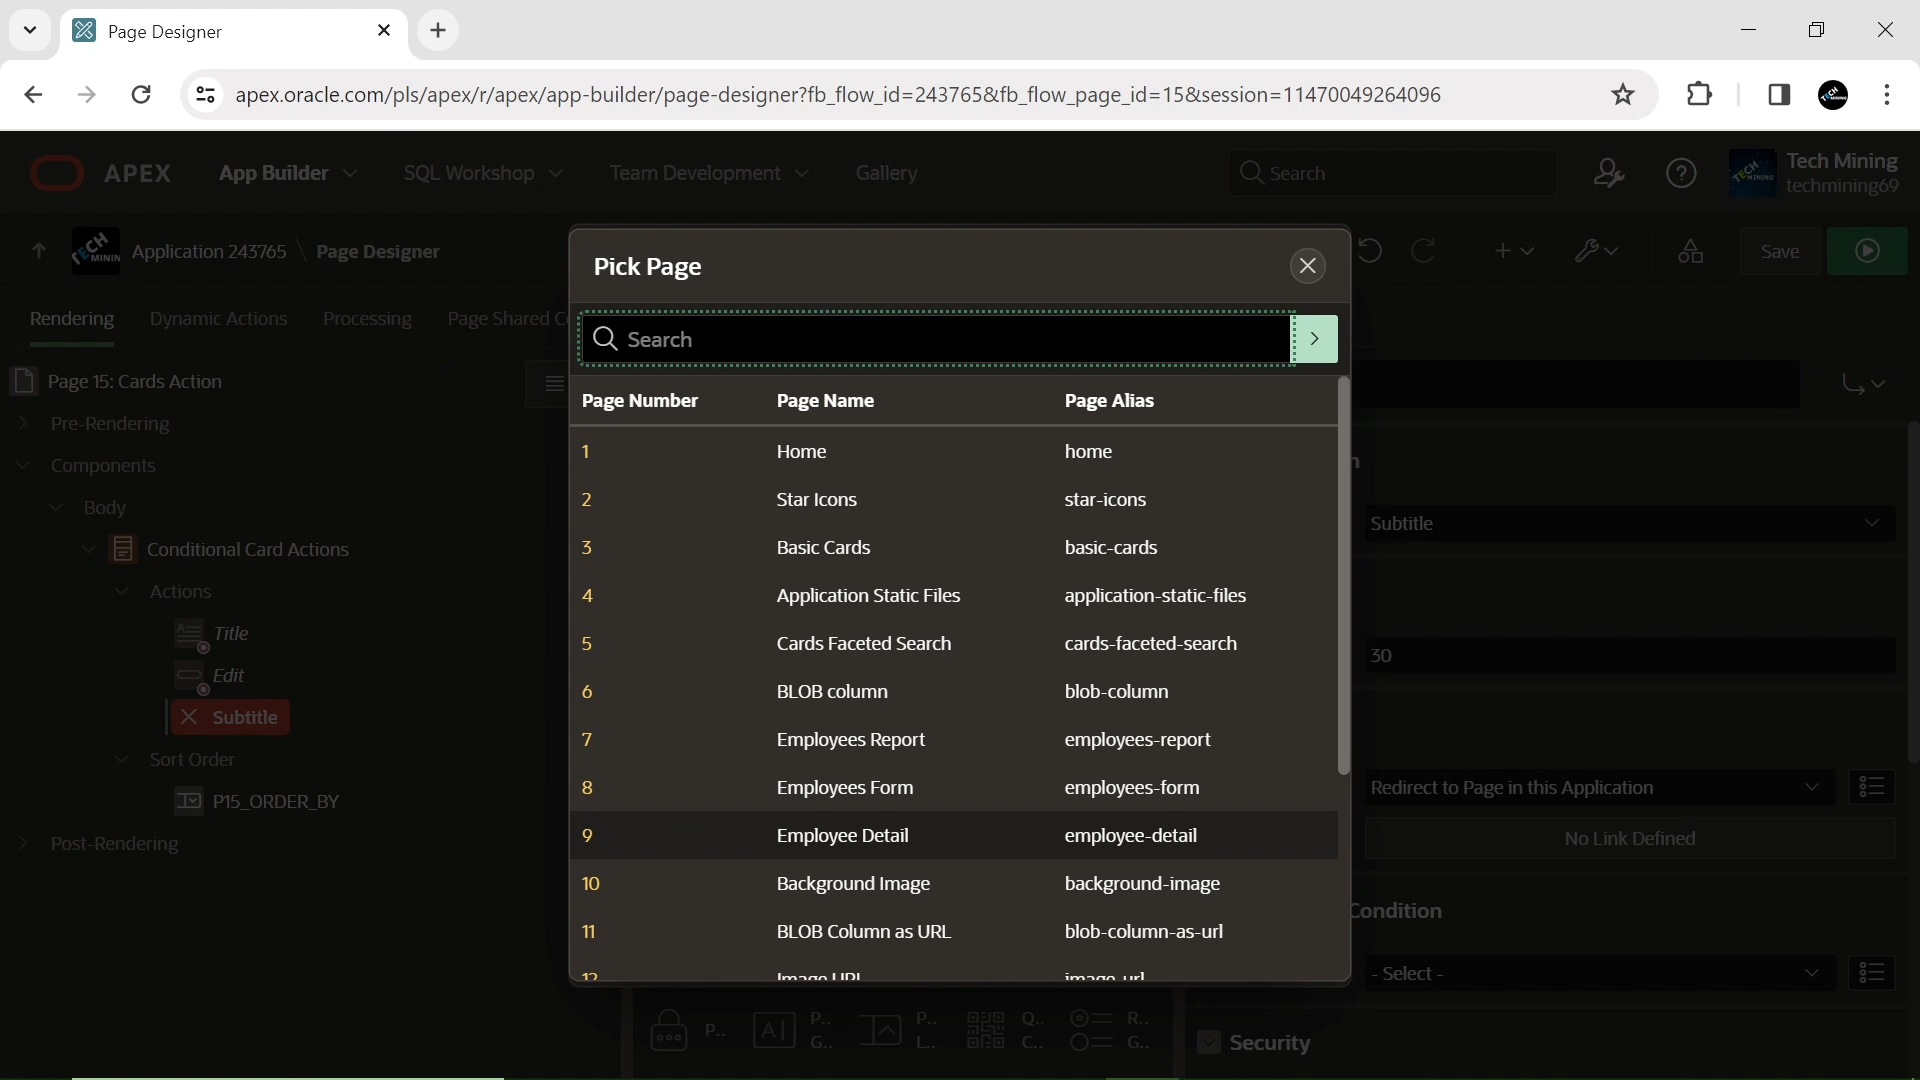 Page Designer
apex.oracle.com/pls/apex/r/apex/app-builder/page-designer?fb_flow_id=243765&fb_flow_page_id=15&session=11470049264096
APEX App Builder SQL Workshop Team Development Gallery Search Tech Mining
techmining69
Application 243765 \ Page Designer Save
Pick Page
Rendering Dynamic Actions Processing Page Shared C
Search
Page 15: Cards Action
Page Number Page Name Page Alias
Pre-Rendering
1 Home home
Components
2 Star Icons star-icons
Body
Subtitle
3 Basic Cards basic-cards
Conditional Card Actions
4 Application Static Files application-static-files
Actions
5 Cards Faceted Search cards-faceted-search
Title
30
6 BLOB column blob-column
Edit
Subtitle
7 Employees Report employees-report
Sort Order
8 Employees Form employees-form
Redirect to Page in this Application
P15_ORDER_BY
9 Employee Detail employee-detail
No Link Defined
Post-Rendering
10 Background Image background-image
Condition
11 BLOB Column as URL blob-column-as-url
12 Image URL image-url
- Select -
P.. P.. P.. Q.. R..
G.. L.. C.. G..
Security